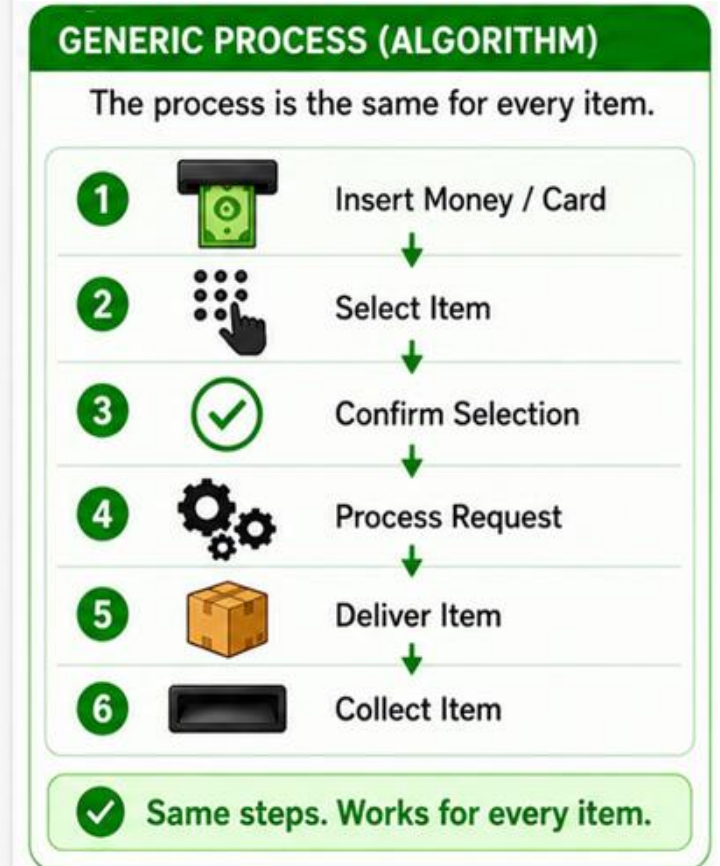 GENERIC PROCESS (ALGORITHM)
The process is the same for every item.
1 Insert Money / Card
2 Select Item
3 Confirm Selection
4 Process Request
5 Deliver Item
6 Collect Item
Same steps. Works for every item.